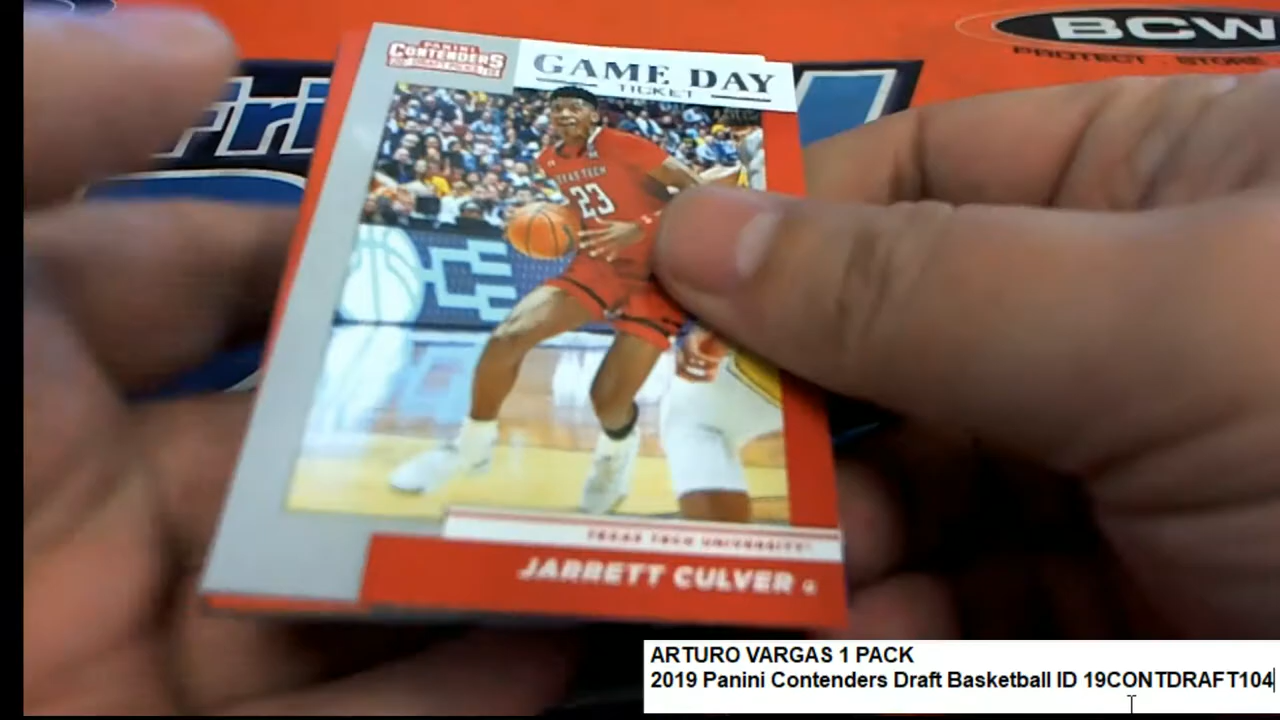 BCW
PROTECT · STORE
PANINI
CONTENDERS
DRAFT PICKS
GAME DAY
TICKET
TEXAS TECH
23
TEXAS TECH UNIVERSITY
JARRETT CULVER G
ARTURO VARGAS 1 PACK
2019 Panini Contenders Draft Basketball ID 19CONTDRAFT104